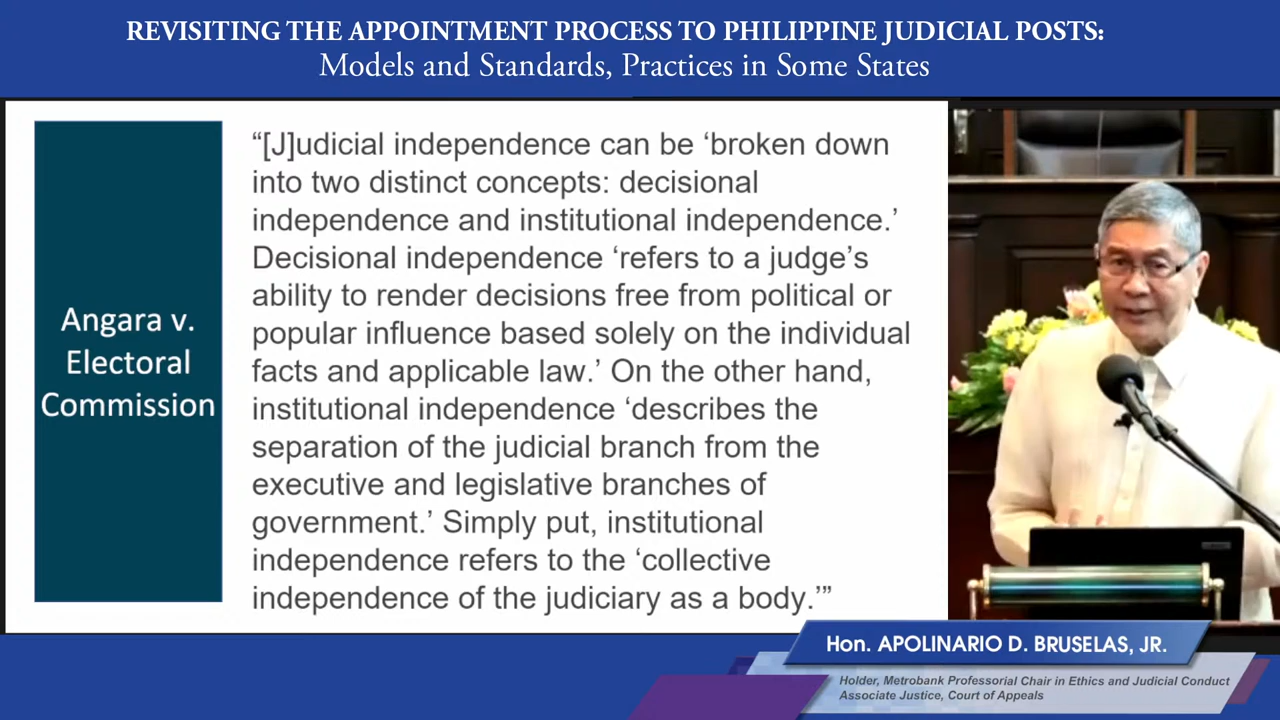 REVISITING THE APPOINTMENT PROCESS TO PHILIPPINE JUDICIAL POSTS:
Models and Standards, Practices in Some States
Angara v.
Electoral
Commission
“[J]udicial independence can be ‘broken down
into two distinct concepts: decisional
independence and institutional independence.’
Decisional independence ‘refers to a judge’s
ability to render decisions free from political or
popular influence based solely on the individual
facts and applicable law.’ On the other hand,
institutional independence ‘describes the
separation of the judicial branch from the
executive and legislative branches of
government.’ Simply put, institutional
independence refers to the ‘collective
independence of the judiciary as a body.’”
Hon. APOLINARIO D. BRUSELAS, JR.
Holder, Metrobank Professorial Chair in Ethics and Judicial Conduct
Associate Justice, Court of Appeals